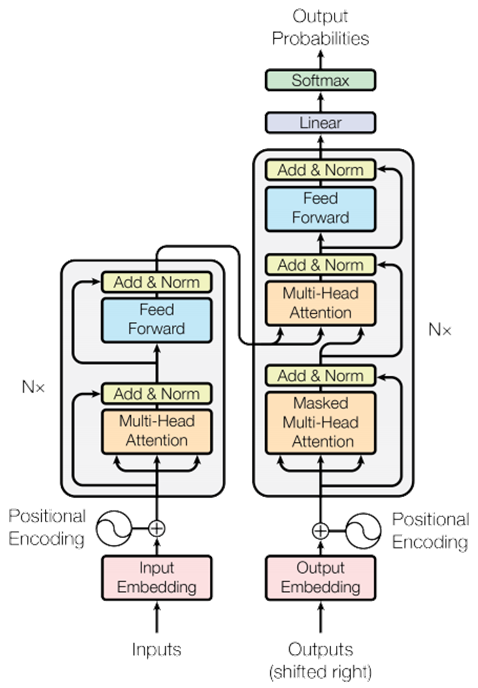 Output
Probabilities
Softmax
Linear
Add & Norm
Feed
Forward
Add & Norm
Multi-Head
Attention
N×
Add & Norm
Masked
Multi-Head
Attention
Add & Norm
Feed
Forward
N×
Add & Norm
Multi-Head
Attention
Positional
Encoding
Positional
Encoding
Input
Embedding
Output
Embedding
Inputs
Outputs
(shifted right)